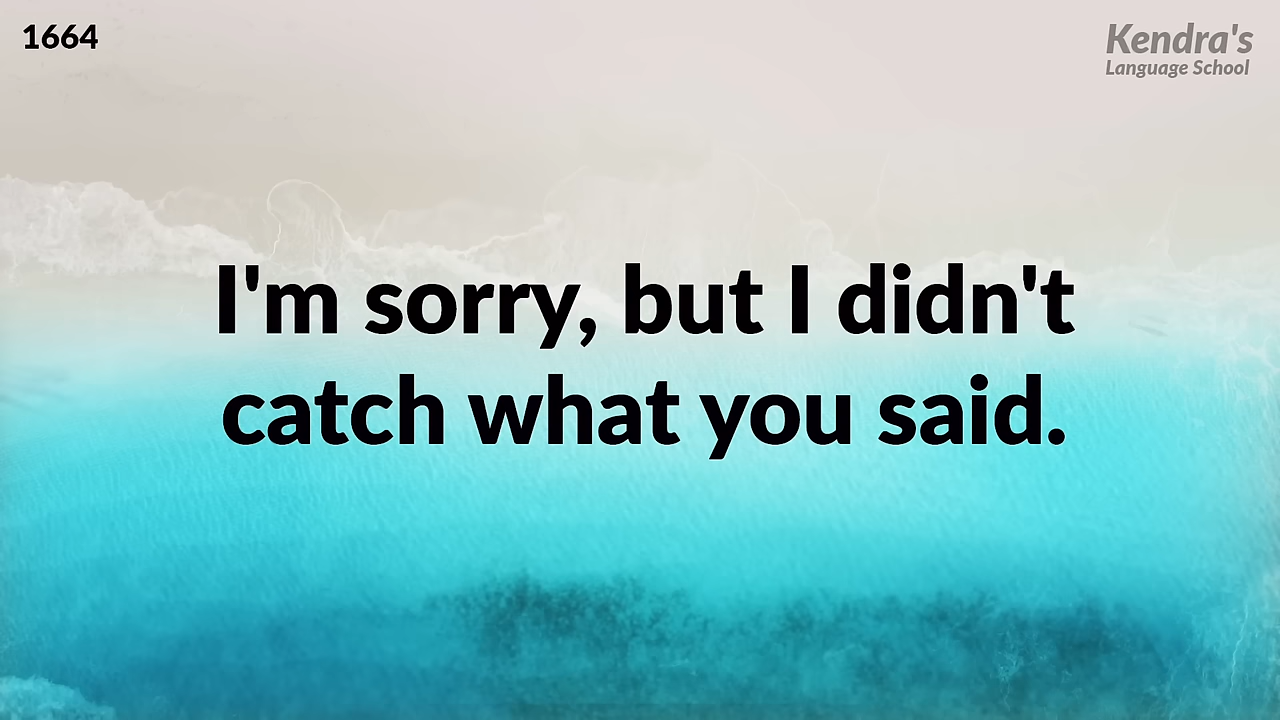 1664
Kendra's
Language School
I'm sorry, but I didn't
catch what you said.